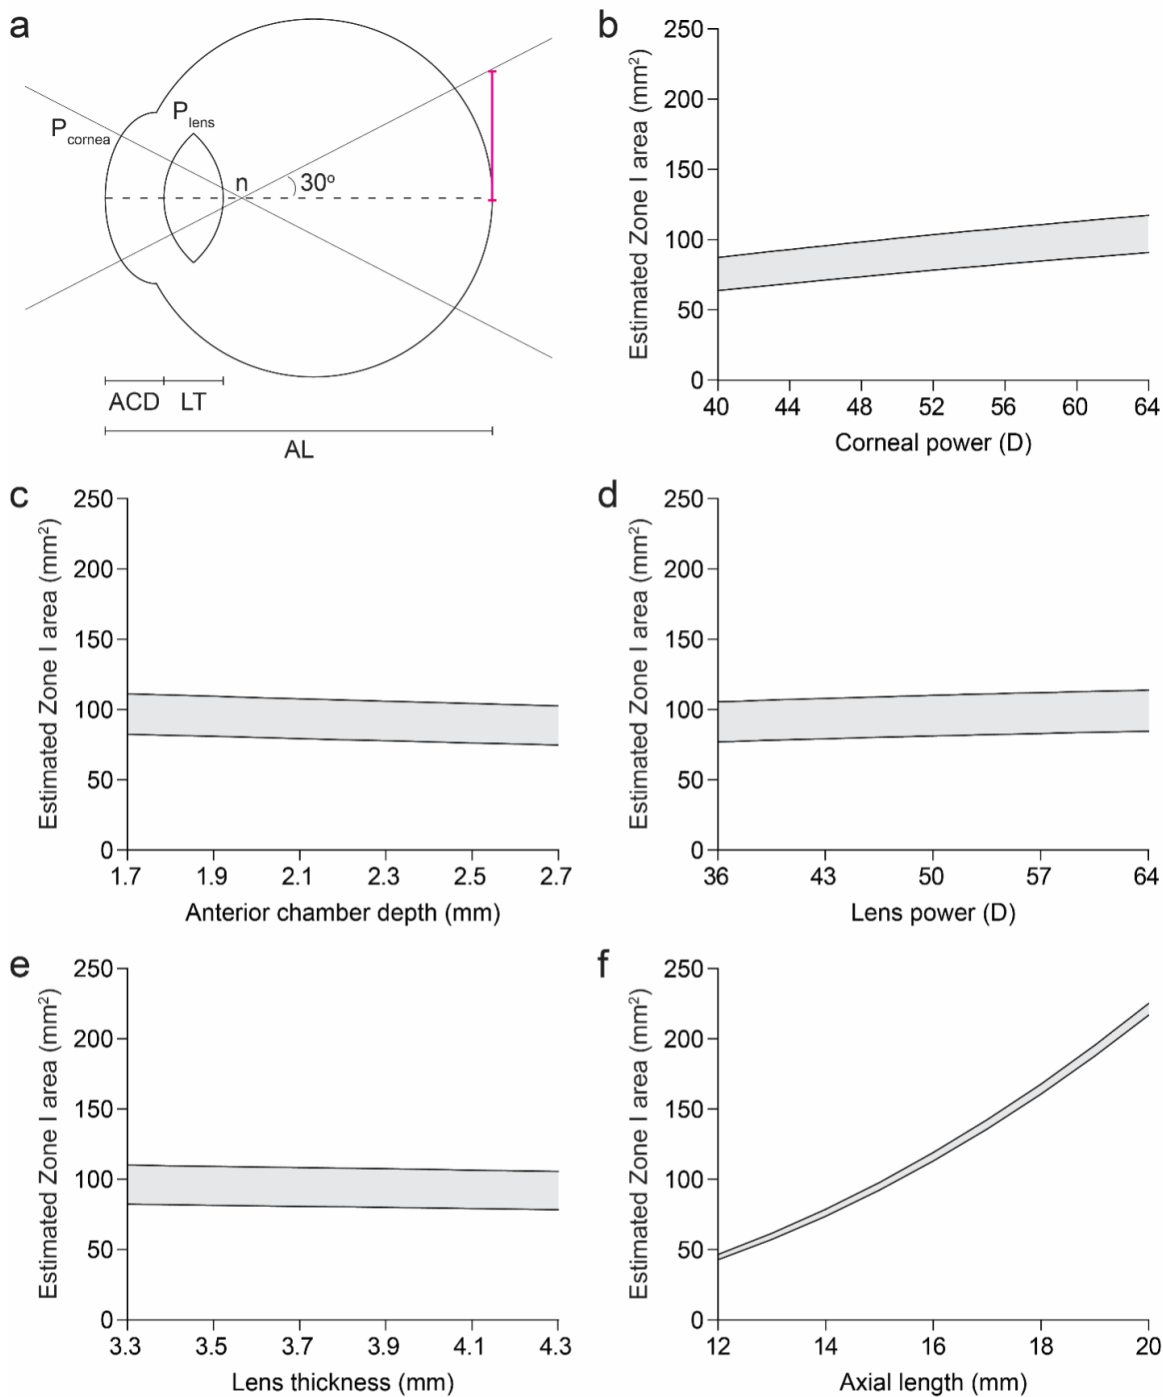 a
P cornea
P lens
n
30°
ACD
LT
AL
b
Estimated Zone I area (mm²)
250
200
150
100
50
0
40 44 48 52 56 60 64
Corneal power (D)
c
Estimated Zone I area (mm²)
250
200
150
100
50
0
1.7 1.9 2.1 2.3 2.5 2.7
Anterior chamber depth (mm)
d
Estimated Zone I area (mm²)
250
200
150
100
50
0
36 43 50 57 64
Lens power (D)
e
Estimated Zone I area (mm²)
250
200
150
100
50
0
3.3 3.5 3.7 3.9 4.1 4.3
Lens thickness (mm)
f
Estimated Zone I area (mm²)
250
200
150
100
50
0
12 14 16 18 20
Axial length (mm)